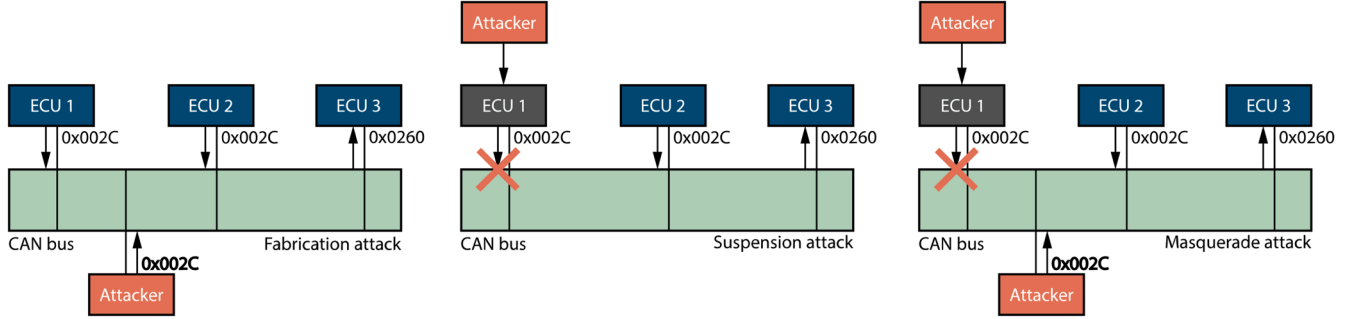 Attacker
Attacker
ECU 1
ECU 2
ECU 3
ECU 1
ECU 2
ECU 3
ECU 1
ECU 2
ECU 3
0x002C
0x002C
0x0260
0x002C
0x002C
0x0260
0x002C
0x002C
0x0260
CAN bus
Fabrication attack
CAN bus
Suspension attack
CAN bus
Masquerade attack
0x002C
0x002C
Attacker
Attacker